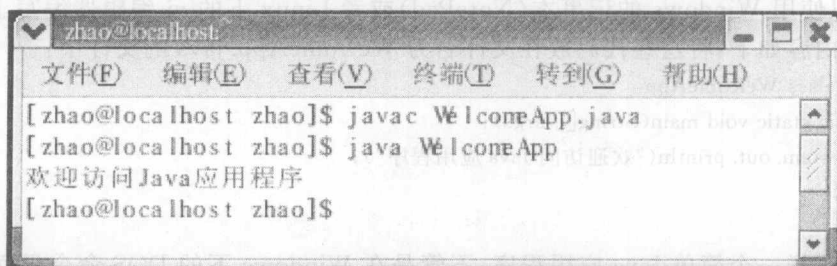 zhao@localhost:~
文件(F) 编辑(E) 查看(V) 终端(T) 转到(G) 帮助(H)
[zhao@localhost zhao]$ javac WelcomeApp.java
[zhao@localhost zhao]$ java WelcomeApp
欢迎访问Java应用程序
[zhao@localhost zhao]$